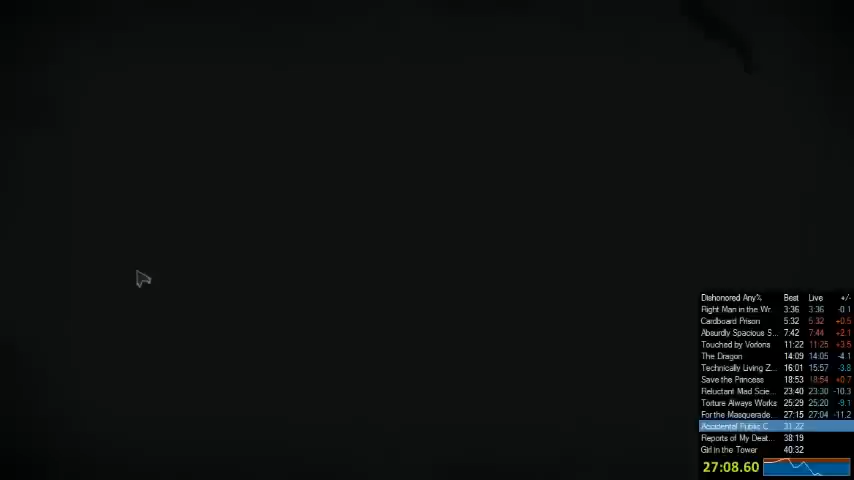 Dishonored Any% Best Live +/-
Right Man in the Wr. 3:36 3:36 -0.1
Cardboard Prison 5:32 5:32 +0.5
Absurdly Spacious S... 7:42 7:44 +2.1
Touched by Vorlons 11:22 11:25 +3.5
The Dragon 14:09 14:05 -4.1
Technically Living Z... 16:01 15:57 -3.8
Save the Princess 18:53 18:54 +0.7
Reluctant Mad Scie... 23:40 23:30 -10.3
Torture Always Works 25:29 25:20 -9.1
For the Masquerade... 27:15 27:04 -11.2
Accidental Public C... 31:22
Reports of My Deat... 38:19
Girl in the Tower 40:32
27:08.60